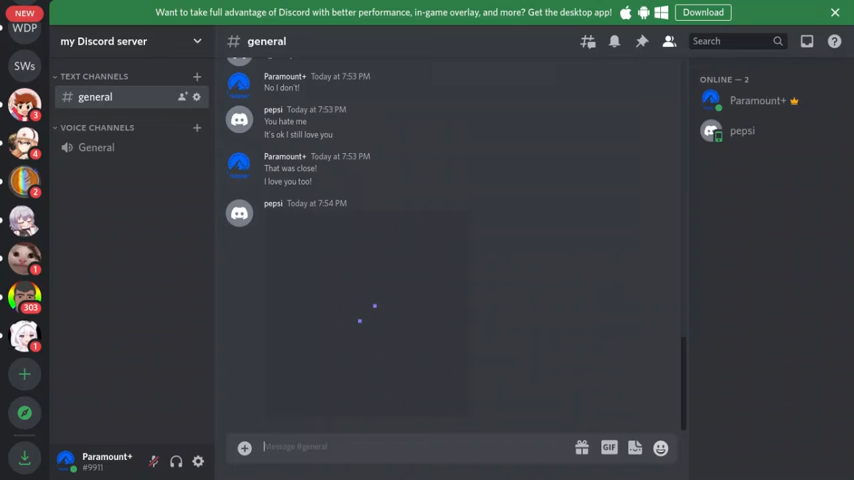 NEW
WDP
SWs
3
4
2
1
303
1
Want to take full advantage of Discord with better performance, in-game overlay, and more? Get the desktop app!
Download
my Discord server
TEXT CHANNELS
# general
VOICE CHANNELS
General
Paramount+
#9911
# general
Search
Paramount+ Today at 7:53 PM
No I don't!
pepsi Today at 7:53 PM
You hate me
It's ok I still love you
Paramount+ Today at 7:53 PM
That was close!
I love you too!
pepsi Today at 7:54 PM
Message #general
GIF
ONLINE — 2
Paramount+
pepsi